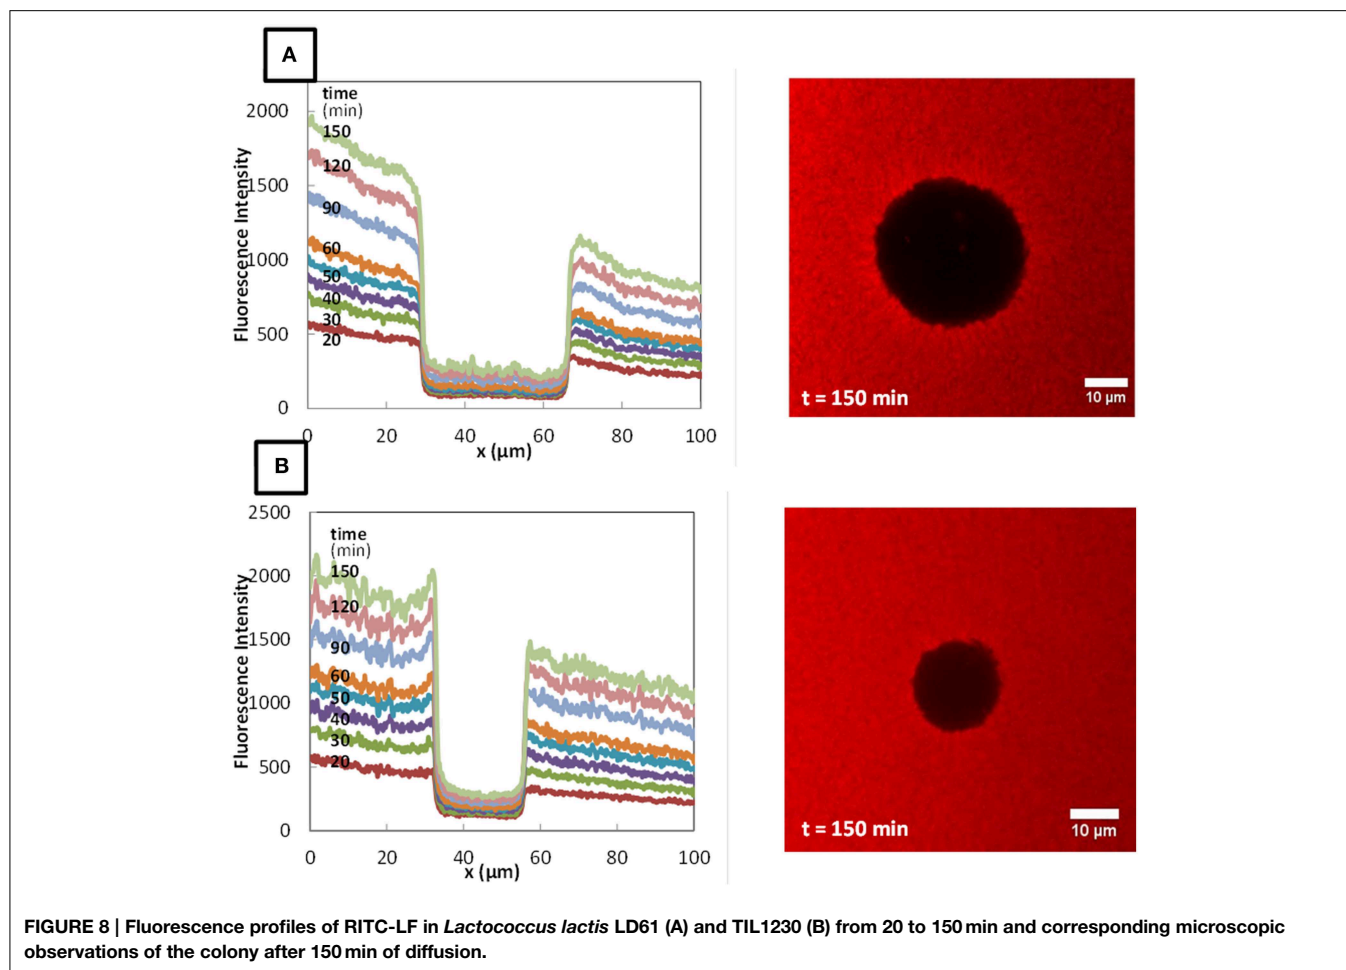 A
time
(min)
150
120
90
60
50
40
30
20
2000
1500
1000
500
0
Fluorescence Intensity
0
20
40
60
80
100
x (µm)
t = 150 min
10 µm
B
time
(min)
150
120
90
60
50
40
30
20
2500
2000
1500
1000
500
0
Fluorescence Intensity
0
20
40
60
80
100
x (µm)
t = 150 min
10 µm
FIGURE 8 | Fluorescence profiles of RITC-LF in Lactococcus lactis LD61 (A) and TIL1230 (B) from 20 to 150 min and corresponding microscopic
observations of the colony after 150 min of diffusion.